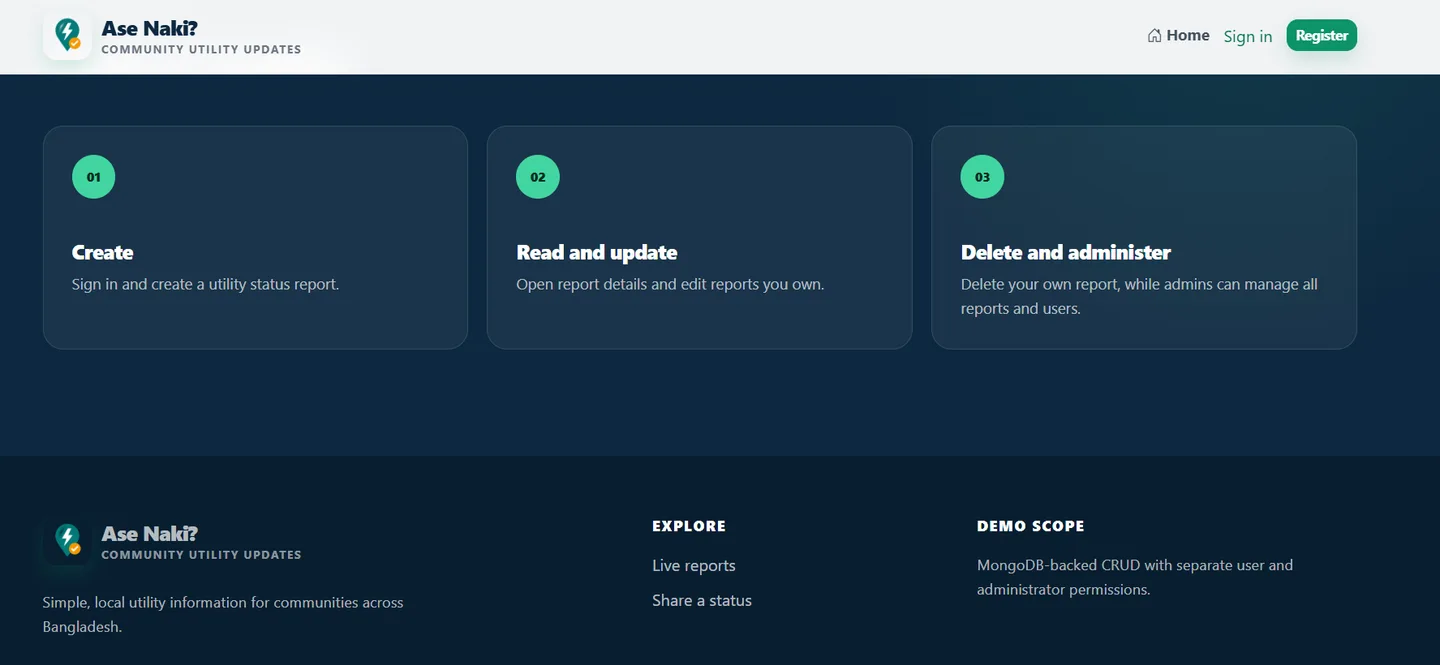 Ase Naki?
COMMUNITY UTILITY UPDATES
Home
Sign in
Register
01
Create
Sign in and create a utility status report.
02
Read and update
Open report details and edit reports you own.
03
Delete and administer
Delete your own report, while admins can manage all
reports and users.
Ase Naki?
COMMUNITY UTILITY UPDATES
Simple, local utility information for communities across
Bangladesh.
EXPLORE
Live reports
Share a status
DEMO SCOPE
MongoDB-backed CRUD with separate user and
administrator permissions.